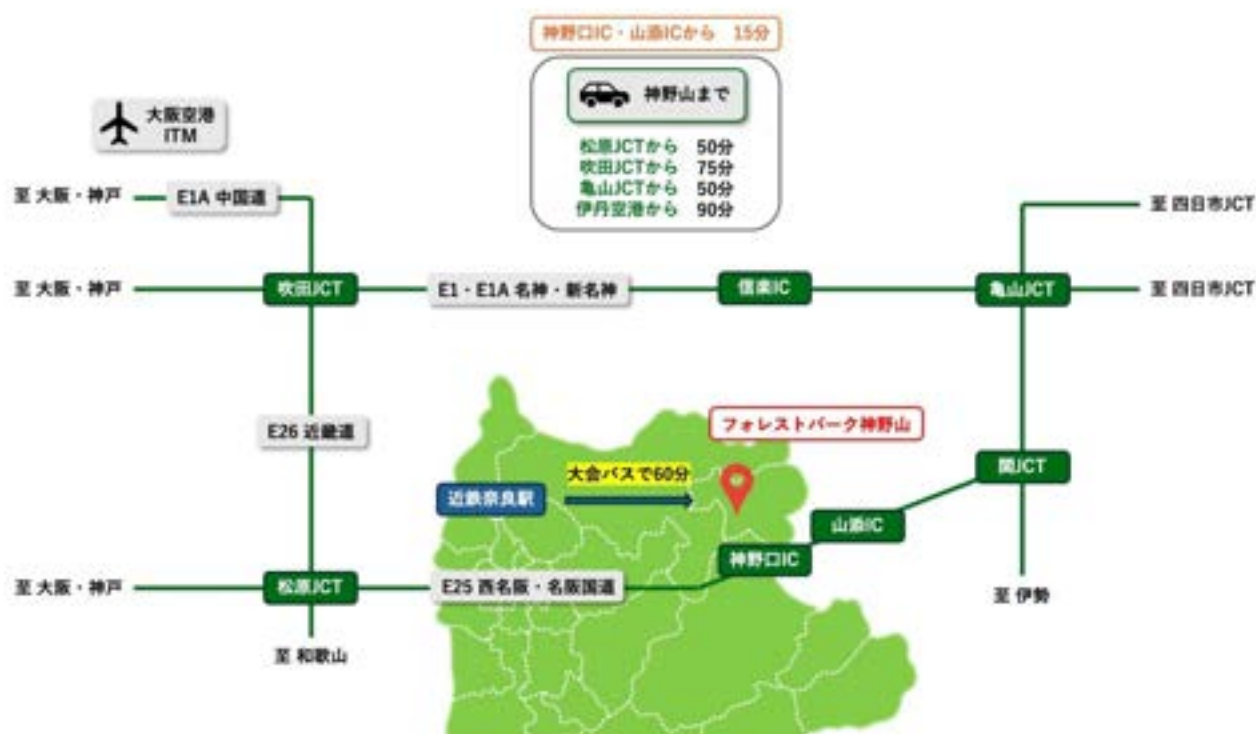 神野口IC・山添ICから 15分
神野山まで
松原JCTから 50分
吹田JCTから 75分
亀山JCTから 50分
伊丹空港から 90分
大阪空港
ITM
至 大阪・神戸
E1A 中国道
至 四日市JCT
至 大阪・神戸
吹田JCT
E1・E1A 名神・新名神
信楽IC
亀山JCT
至 四日市JCT
E26 近畿道
フォレストパーク神野山
関JCT
大会バスで60分
近鉄奈良駅
山添IC
神野口IC
至 大阪・神戸
松原JCT
E25 西名阪・名阪国道
至 伊勢
至 和歌山